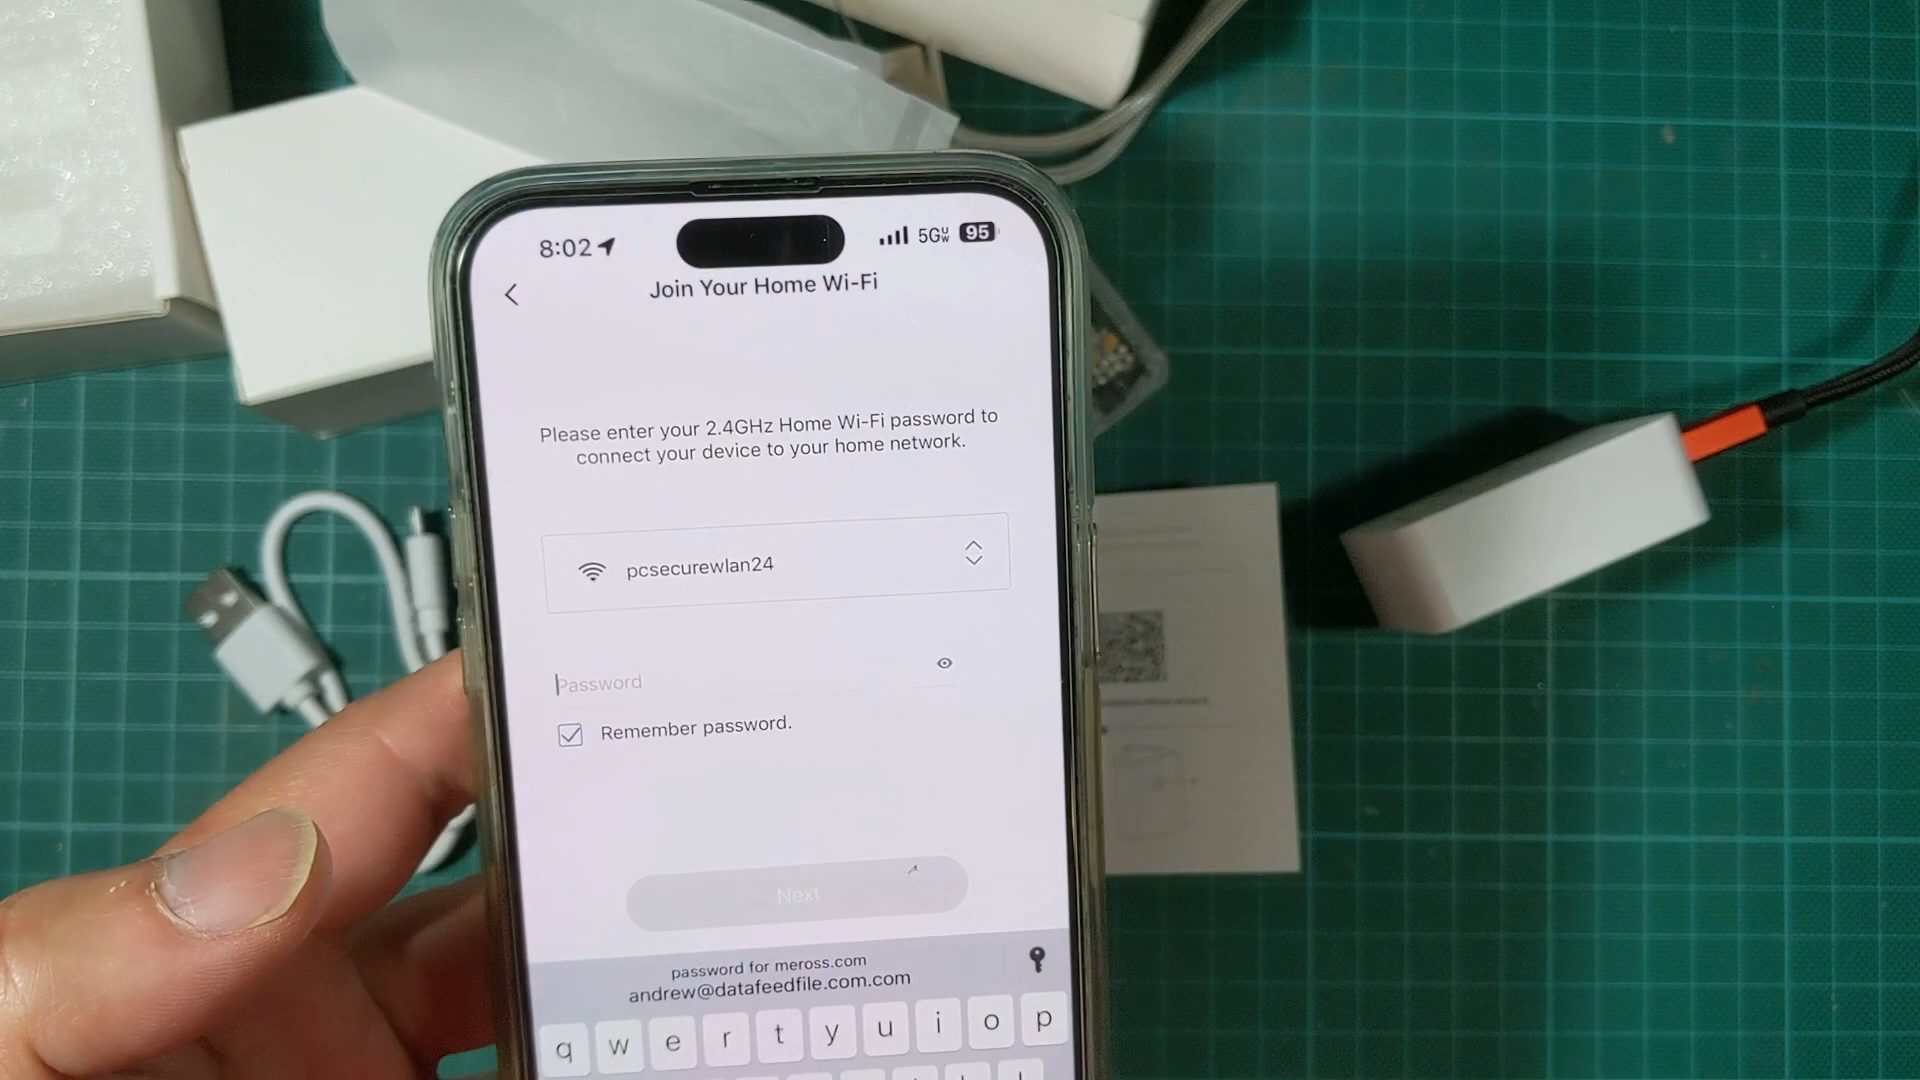 8:02
5GUW
95
Join Your Home Wi-Fi
Please enter your 2.4GHz Home Wi-Fi password to
connect your device to your home network.
pcsecurewlan24
Password
Remember password.
Next
password for meross.com
andrew@datafeedfile.com.com
q w e r t y u i o p